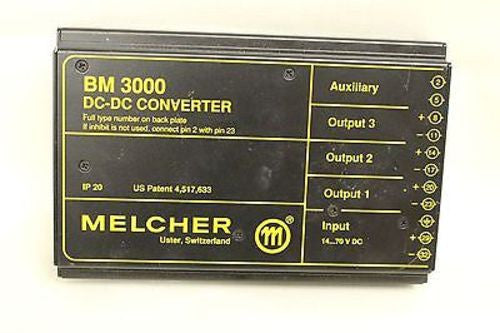 BM 3000
DC-DC CONVERTER
Full type number on back plate
If inhibit is not used, connect pin 2 with pin 23
IP 20 US Patent 4,517,633
MELCHER m ®
Uster, Switzerland
Auxiliary 2
5
Output 3 + 8
− 11
Output 2 + 14
− 17
Output 1 + 20
− 23
Input
14...70 V DC + 29
− 32